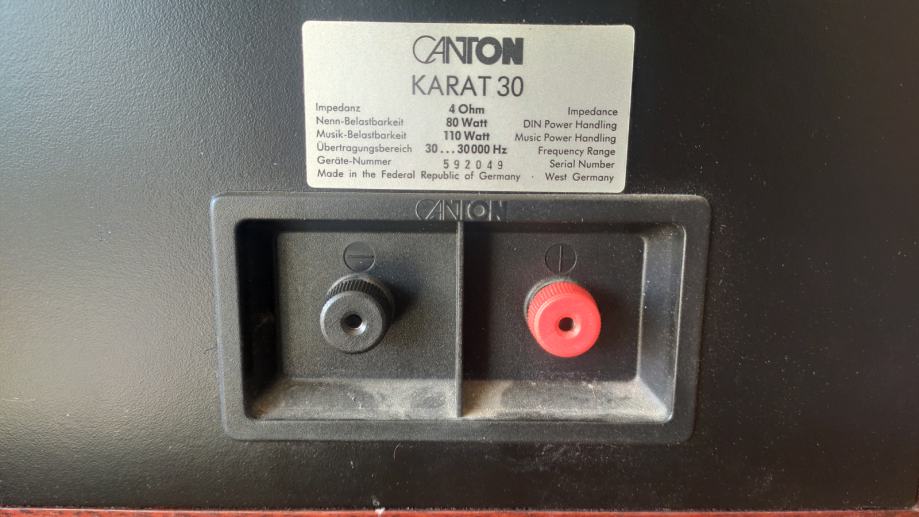 CANTON
KARAT 30
Impedanz 4 Ohm Impedance
Nenn-Belastbarkeit 80 Watt DIN Power Handling
Musik-Belastbarkeit 110 Watt Music Power Handling
Übertragungsbereich 30...30000 Hz Frequency Range
Geräte-Nummer 592049 Serial Number
Made in the Federal Republic of Germany · West Germany
CANTON